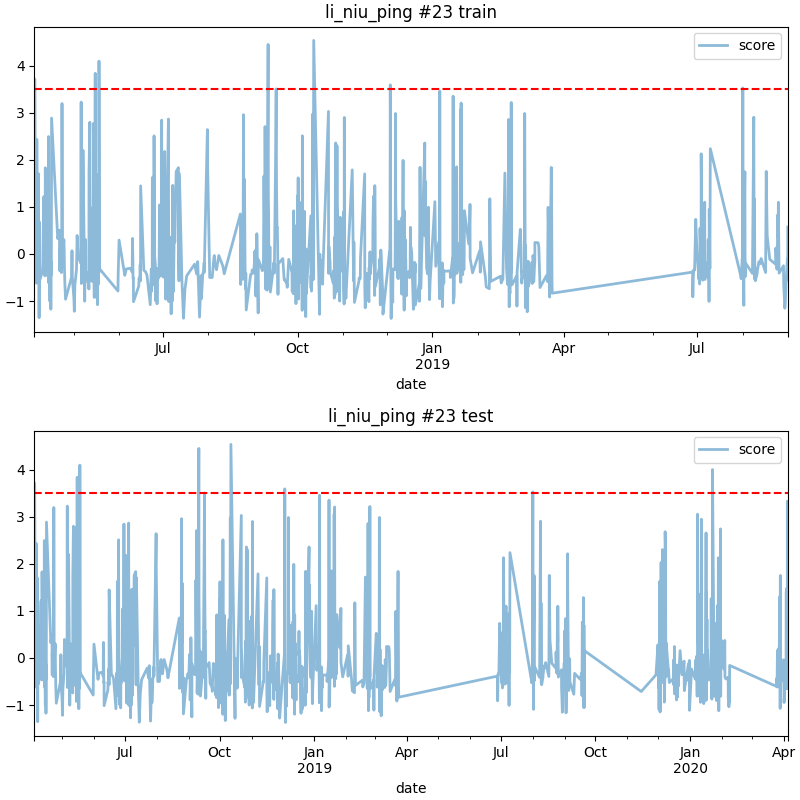 li_niu_ping #23 train
score
4
3
2
1
0
−1
Jul
Oct
Jan
2019
Apr
Jul
date
li_niu_ping #23 test
score
4
3
2
1
0
−1
Jul
Oct
Jan
2019
Apr
Jul
Oct
Jan
2020
Apr
date